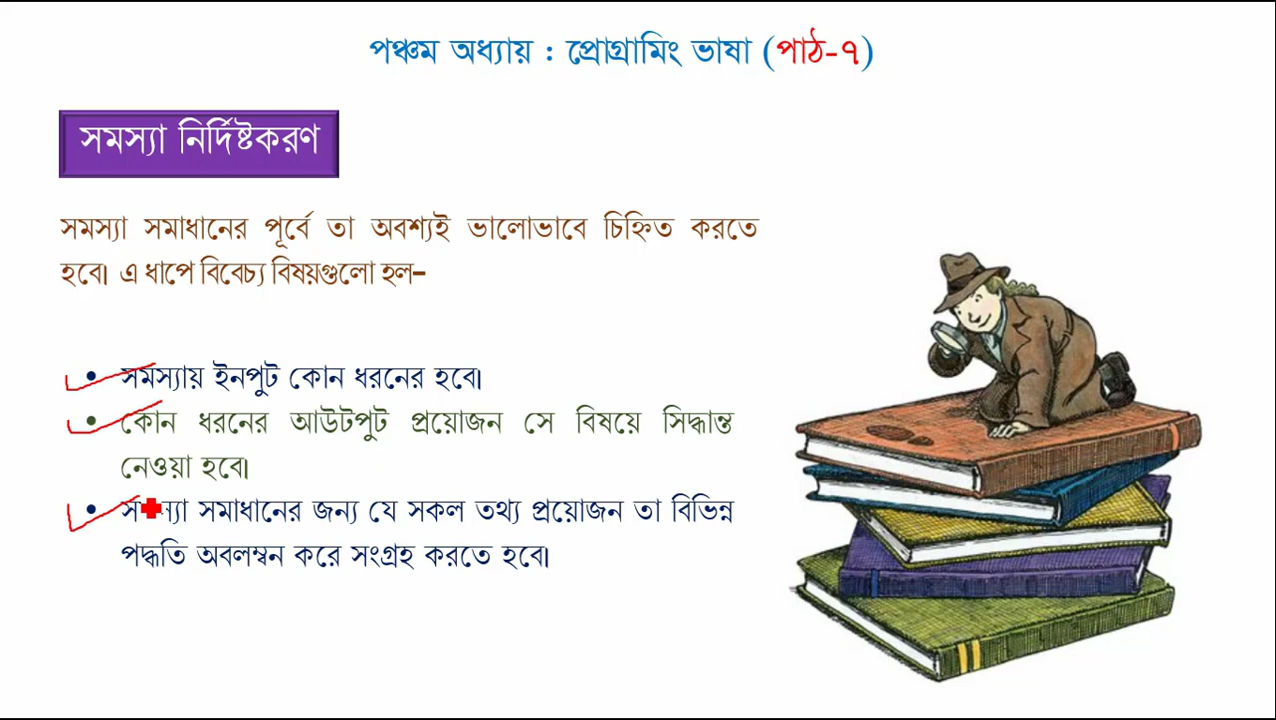 পঞ্চম অধ্যায় : প্রোগ্রামিং ভাষা (পাঠ-৭)
সমস্যা নির্দিষ্টকরণ
সমস্যা সমাধানের পূর্বে তা অবশ্যই ভালোভাবে চিহ্নিত করতে
হবে। এ ধাপে বিবেচ্য বিষয়গুলো হল-
• সমস্যায় ইনপুট কোন ধরনের হবে।
• কোন ধরনের আউটপুট প্রয়োজন সে বিষয়ে সিদ্ধান্ত
নেওয়া হবে।
• সমস্যা সমাধানের জন্য যে সকল তথ্য প্রয়োজন তা বিভিন্ন
পদ্ধতি অবলম্বন করে সংগ্রহ করতে হবে।